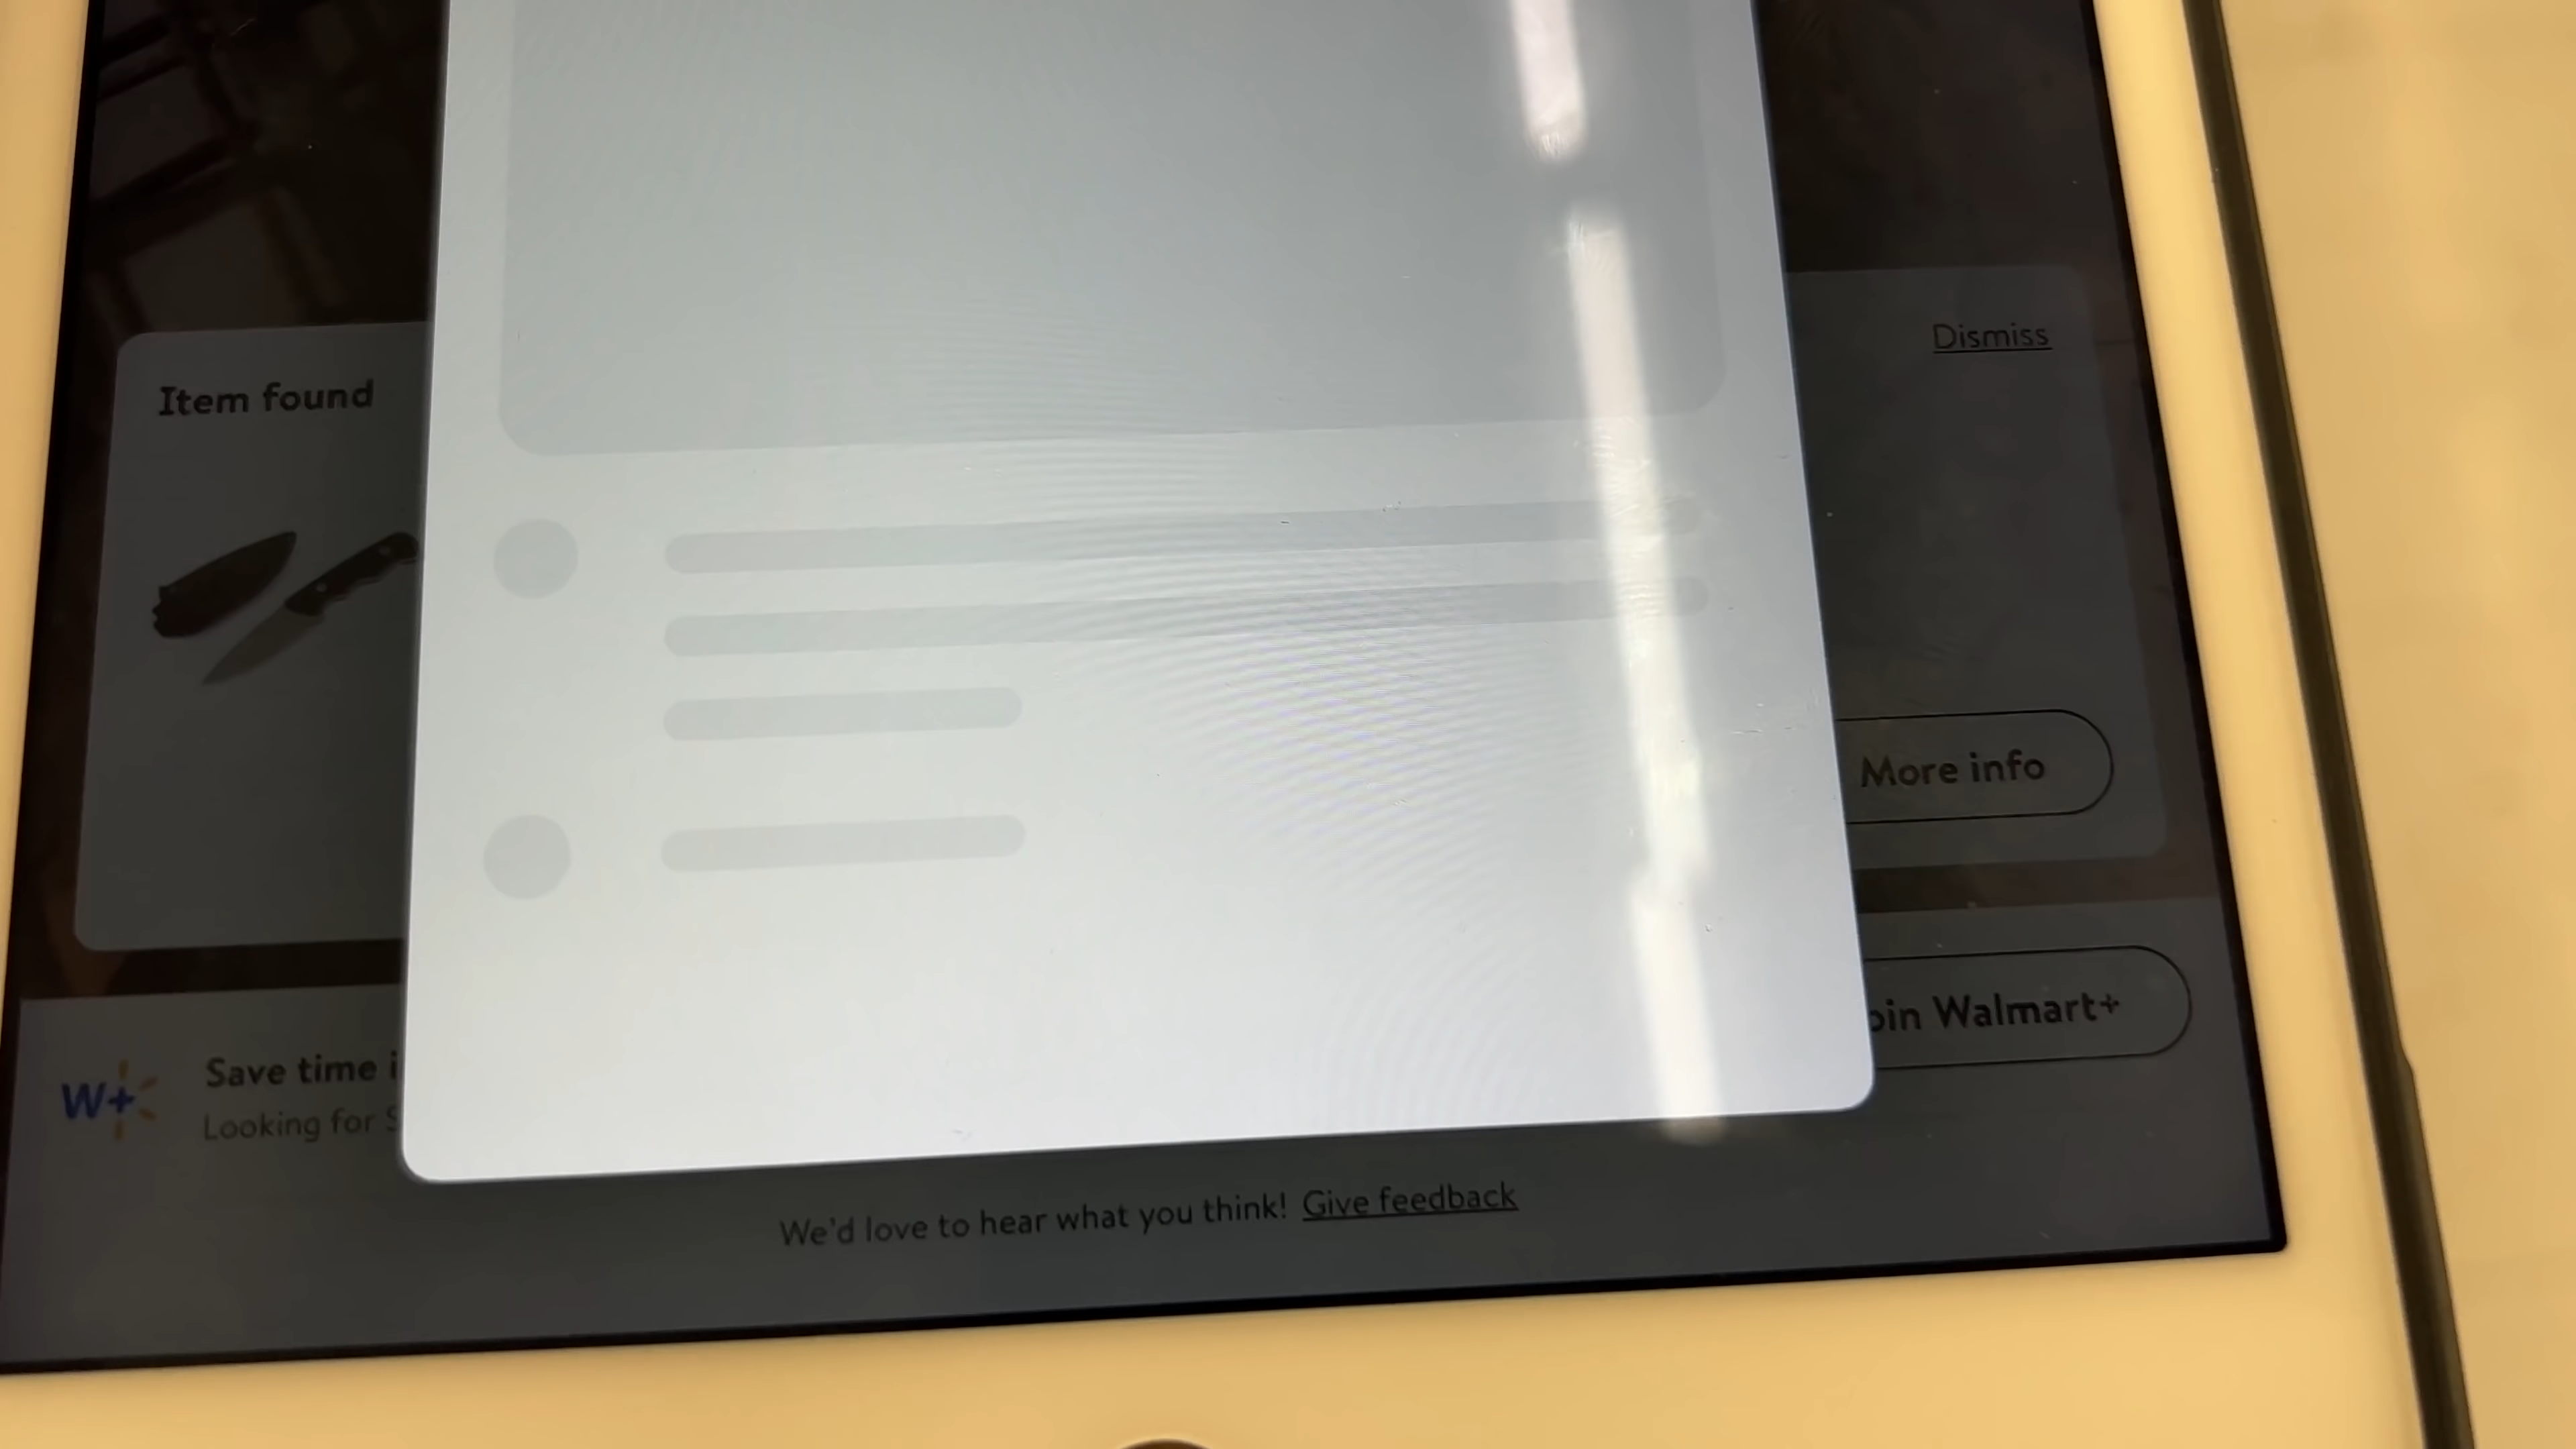 Dismiss
Item found
More info
oin Walmart+
W+
Save time i
Looking for S
We'd love to hear what you think! Give feedback